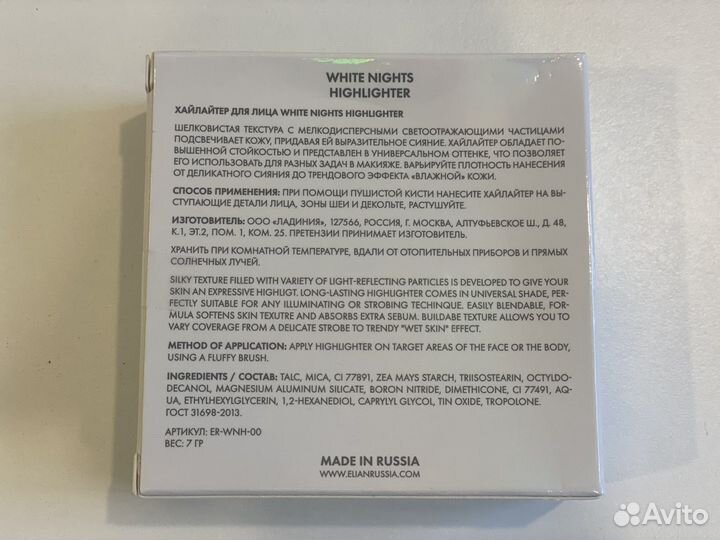 WHITE NIGHTS
HIGHLIGHTER
ХАЙЛАЙТЕР ДЛЯ ЛИЦА WHITE NIGHTS HIGHLIGHTER
ШЕЛКОВИСТАЯ ТЕКСТУРА С МЕЛКОДИСПЕРСНЫМИ СВЕТООТРАЖАЮЩИМИ ЧАСТИЦАМИ
ПОДСВЕЧИВАЕТ КОЖУ, ПРИДАВАЯ ЕЙ ВЫРАЗИТЕЛЬНОЕ СИЯНИЕ. ХАЙЛАЙТЕР ОБЛАДАЕТ ПО-
ВЫШЕННОЙ СТОЙКОСТЬЮ И ПРЕДСТАВЛЕН В УНИВЕРСАЛЬНОМ ОТТЕНКЕ, ЧТО ПОЗВОЛЯЕТ
ЕГО ИСПОЛЬЗОВАТЬ ДЛЯ РАЗНЫХ ЗАДАЧ В МАКИЯЖЕ. ВАРЬИРУЙТЕ ПЛОТНОСТЬ НАНЕСЕНИЯ
ОТ ДЕЛИКАТНОГО СИЯНИЯ ДО ТРЕНДОВОГО ЭФФЕКТА «ВЛАЖНОЙ» КОЖИ.
СПОСОБ ПРИМЕНЕНИЯ: ПРИ ПОМОЩИ ПУШИСТОЙ КИСТИ НАНЕСИТЕ ХАЙЛАЙТЕР НА ВЫ-
СТУПАЮЩИЕ ДЕТАЛИ ЛИЦА, ЗОНЫ ШЕИ И ДЕКОЛЬТЕ, РАСТУШУЙТЕ.
ИЗГОТОВИТЕЛЬ: ООО «ЛАДИНИЯ», 127566, РОССИЯ, Г. МОСКВА, АЛТУФЬЕВСКОЕ Ш., Д. 48,
К.1, ЭТ.2, ПОМ. 1, КОМ. 25. ПРЕТЕНЗИИ ПРИНИМАЕТ ИЗГОТОВИТЕЛЬ.
ХРАНИТЬ ПРИ КОМНАТНОЙ ТЕМПЕРАТУРЕ, ВДАЛИ ОТ ОТОПИТЕЛЬНЫХ ПРИБОРОВ И ПРЯМЫХ
СОЛНЕЧНЫХ ЛУЧЕЙ.
SILKY TEXTURE FILLED WITH VARIETY OF LIGHT-REFLECTING PARTICLES IS DEVELOPED TO GIVE YOUR
SKIN AN EXPRESSIVE HIGHLIGT. LONG-LASTING HIGHLIGHTER COMES IN UNIVERSAL SHADE, PER-
FECTLY SUITABLE FOR ANY ILLUMINATING OR STROBING TECHINQUE. EASILY BLENDABLE, FOR-
MULA SOFTENS SKIN TEXUTRE AND ABSORBS EXTRA SEBUM. BUILDABE TEXTURE ALLOWS YOU TO
VARY COVERAGE FROM A DELICATE STROBE TO TRENDY "WET SKIN" EFFECT.
METHOD OF APPLICATION: APPLY HIGHLIGHTER ON TARGET AREAS OF THE FACE OR THE BODY,
USING A FLUFFY BRUSH.
INGREDIENTS / СОСТАВ: TALC, MICA, CI 77891, ZEA MAYS STARCH, TRIISOSTEARIN, OCTYLDO-
DECANOL, MAGNESIUM ALUMINUM SILICATE, BORON NITRIDE, DIMETHICONE, CI 77491, AQ-
UA, ETHYLHEXYLGLYCERIN, 1,2-HEXANEDIOL, CAPRYLYL GLYCOL, TIN OXIDE, TROPOLONE.
ГОСТ 31698-2013.
АРТИКУЛ: ER-WNH-00
ВЕС: 7 ГР
MADE IN RUSSIA
WWW.ELIANRUSSIA.COM
Avito